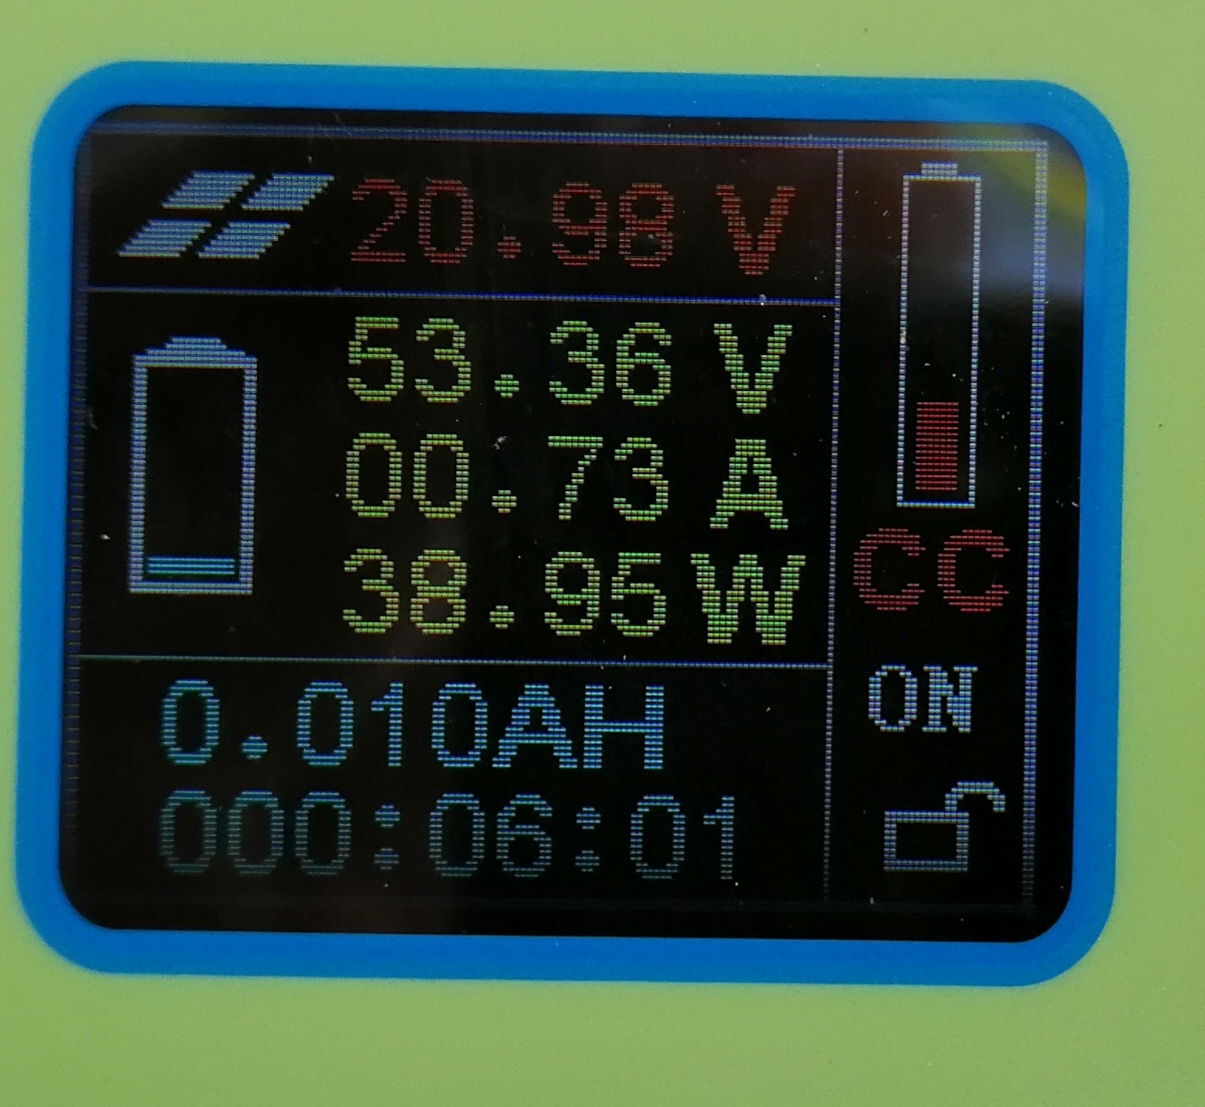 20.98 V
53.36 V
00.73 A
38.95 W
0.010AH
000:06:01
CC
ON